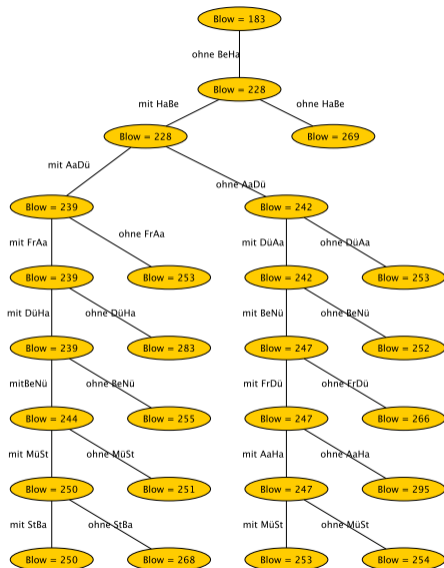 Blow = 183
ohne BeHa
Blow = 228
mit HaBe
ohne HaBe
Blow = 228
Blow = 269
mit AaDü
ohne AaDü
Blow = 239
Blow = 242
mit FrAa
ohne FrAa
mit DüAa
ohne DüAa
Blow = 239
Blow = 253
Blow = 242
Blow = 253
mit DüHa
ohne DüHa
mit BeNü
ohne BeNü
Blow = 239
Blow = 283
Blow = 247
Blow = 252
mitBeNü
ohne BeNü
mit FrDü
ohne FrDü
Blow = 244
Blow = 255
Blow = 247
Blow = 266
mit MüSt
ohne MüSt
mit AaHa
ohne AaHa
Blow = 250
Blow = 251
Blow = 247
Blow = 295
mit StBa
ohne StBa
mit MüSt
ohne MüSt
Blow = 250
Blow = 268
Blow = 253
Blow = 254